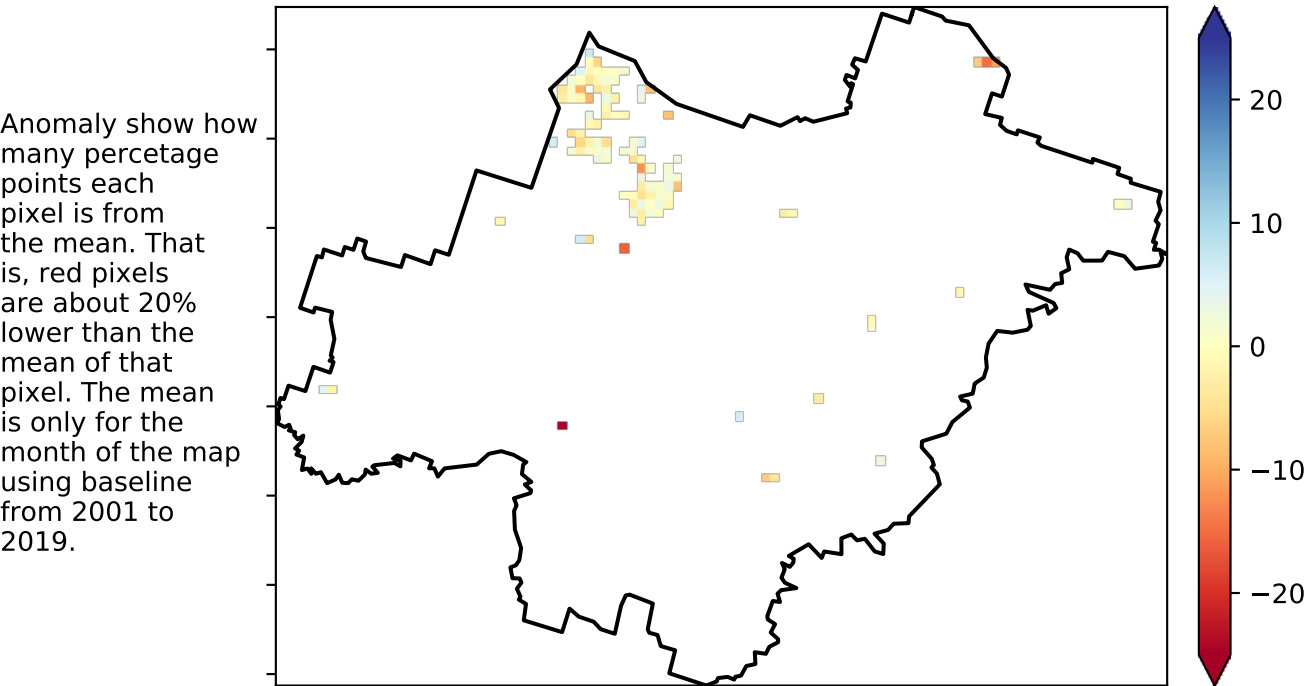 Anomaly show how
many percetage
points each
pixel is from
the mean. That
is, red pixels
are about 20%
lower than the
mean of that
pixel. The mean
is only for the
month of the map
using baseline
from 2001 to
2019.
20
10
0
−10
−20